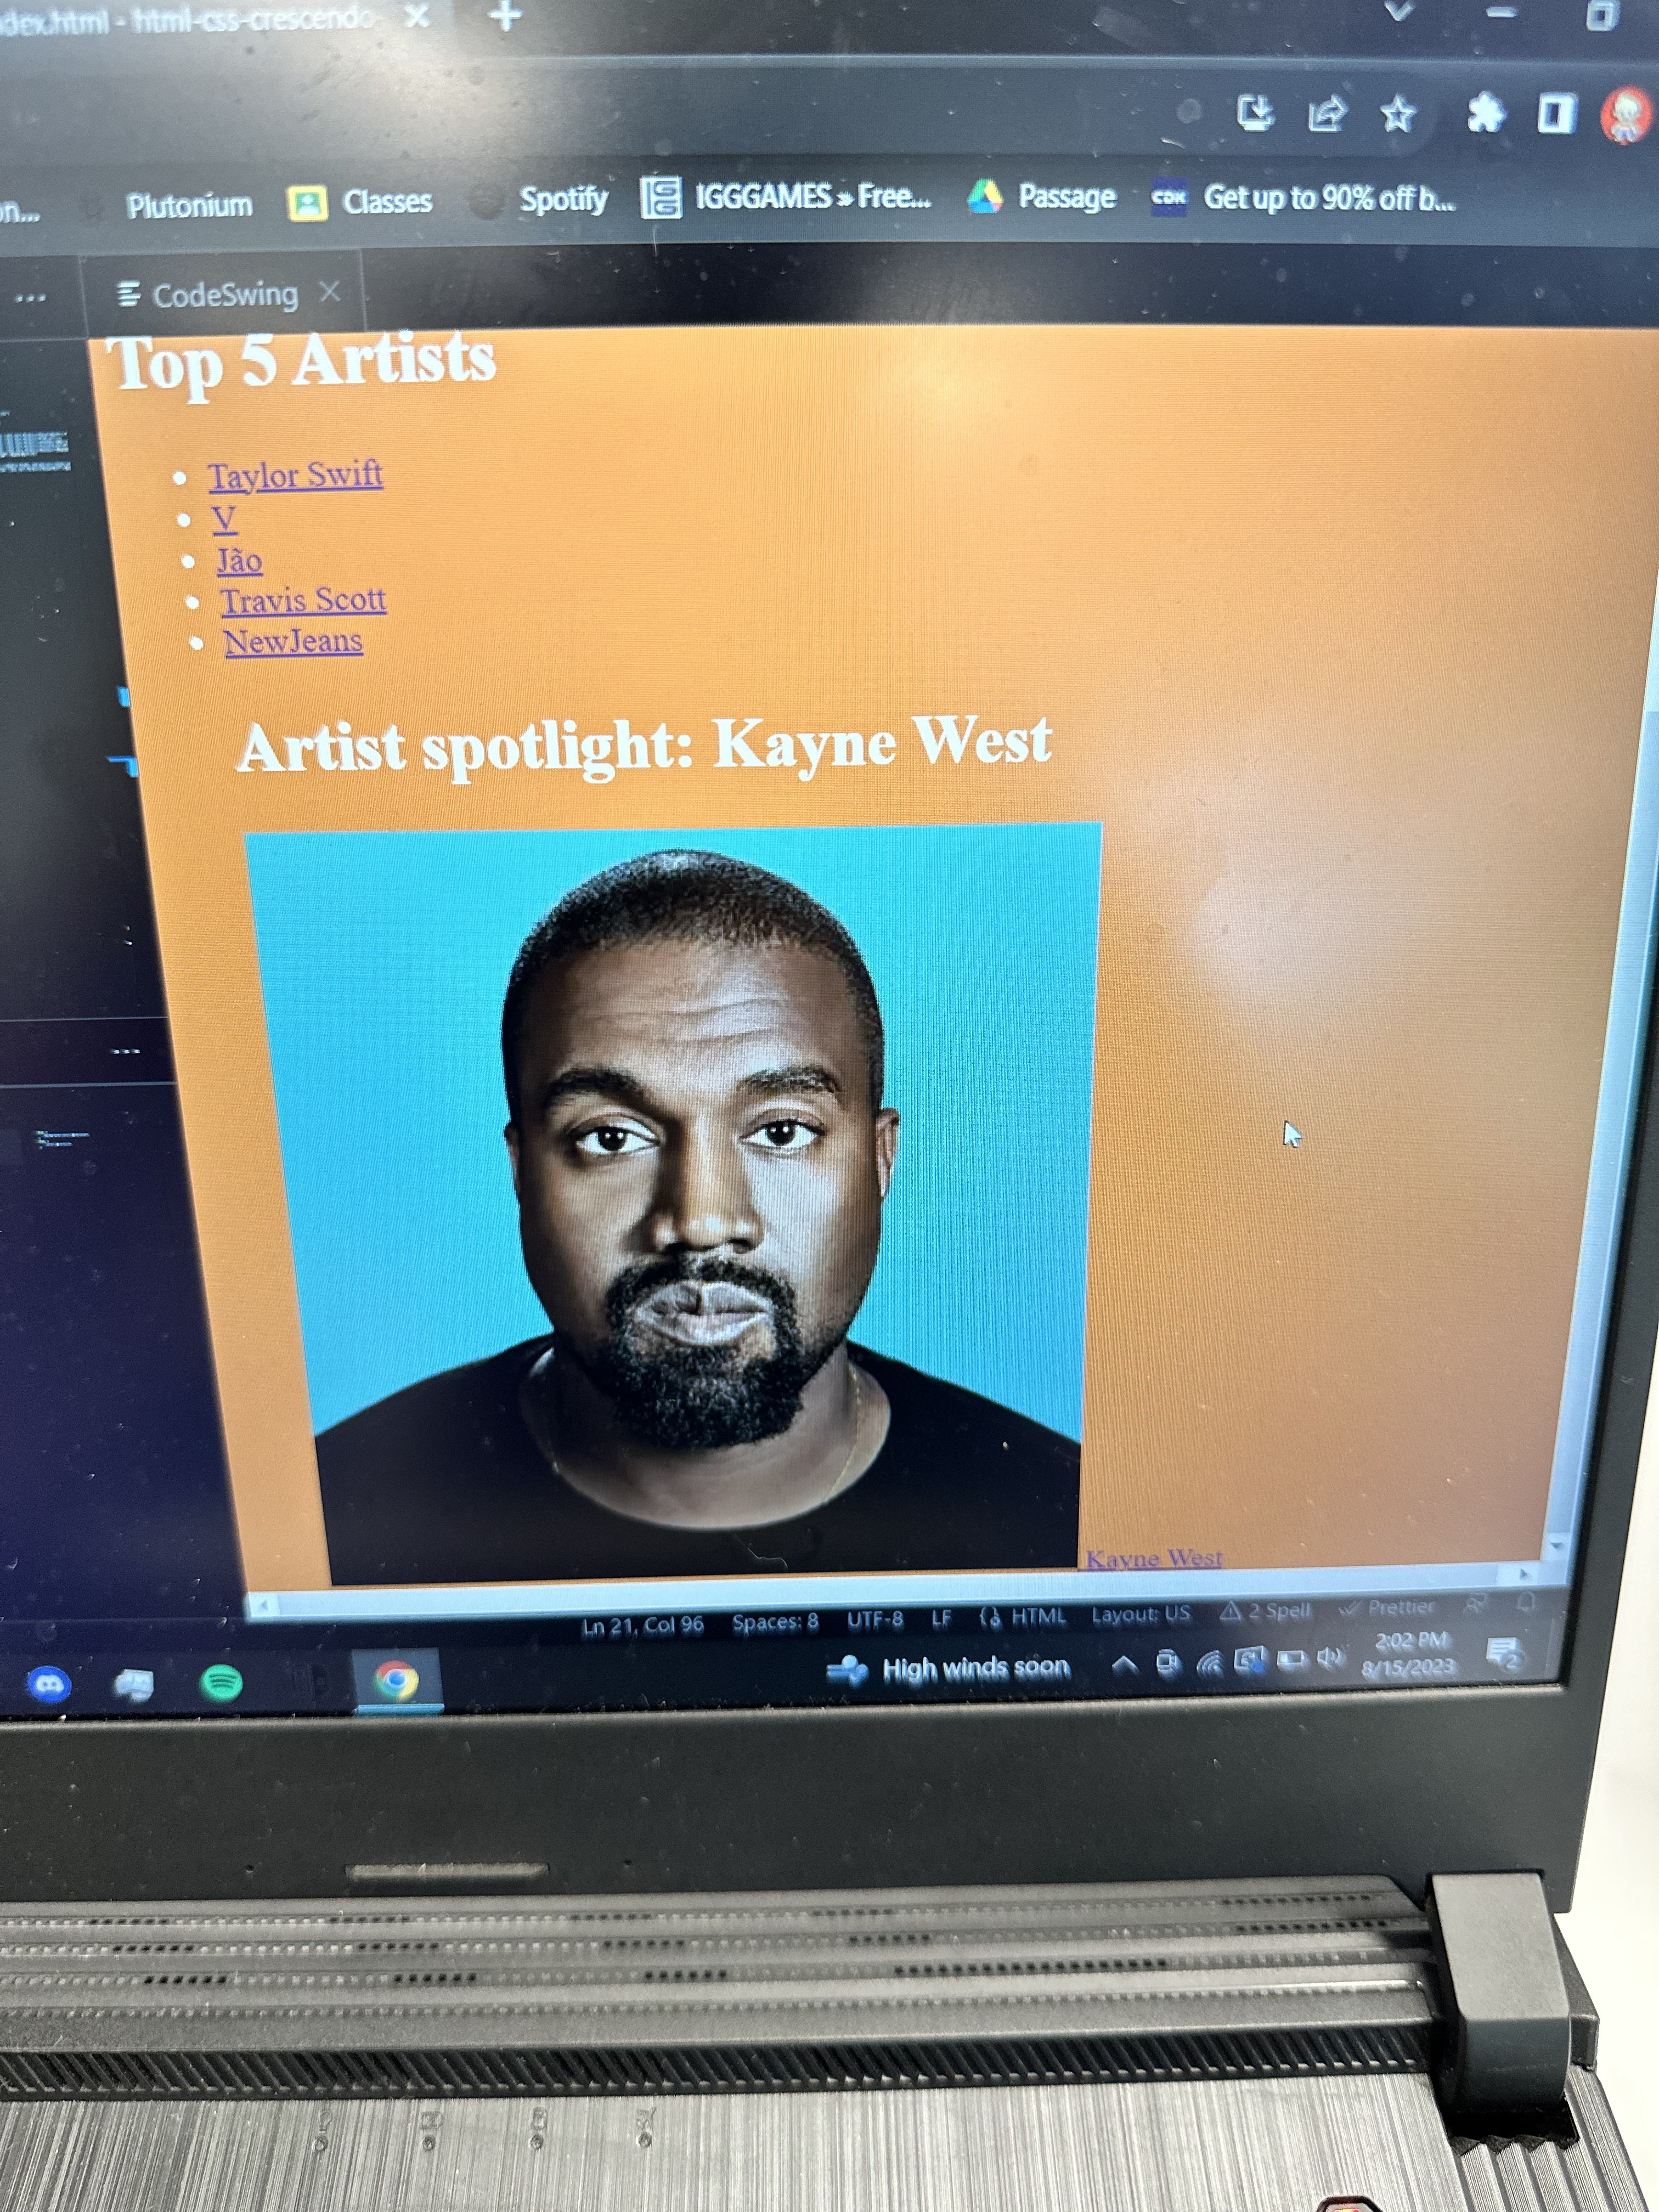 dex.html - html-css-crescendo
Plutonium Classes Spotify IGGGAMES » Free... Passage CDK Get up to 90% off b...
CodeSwing
Top 5 Artists
Taylor Swift
V
Jão
Travis Scott
NewJeans
Artist spotlight: Kayne West
Kayne West
Ln 21, Col 96 Spaces: 8 UTF-8 LF HTML Layout: US 2 Spell Prettier
High winds soon
2:02 PM
8/15/2023
2